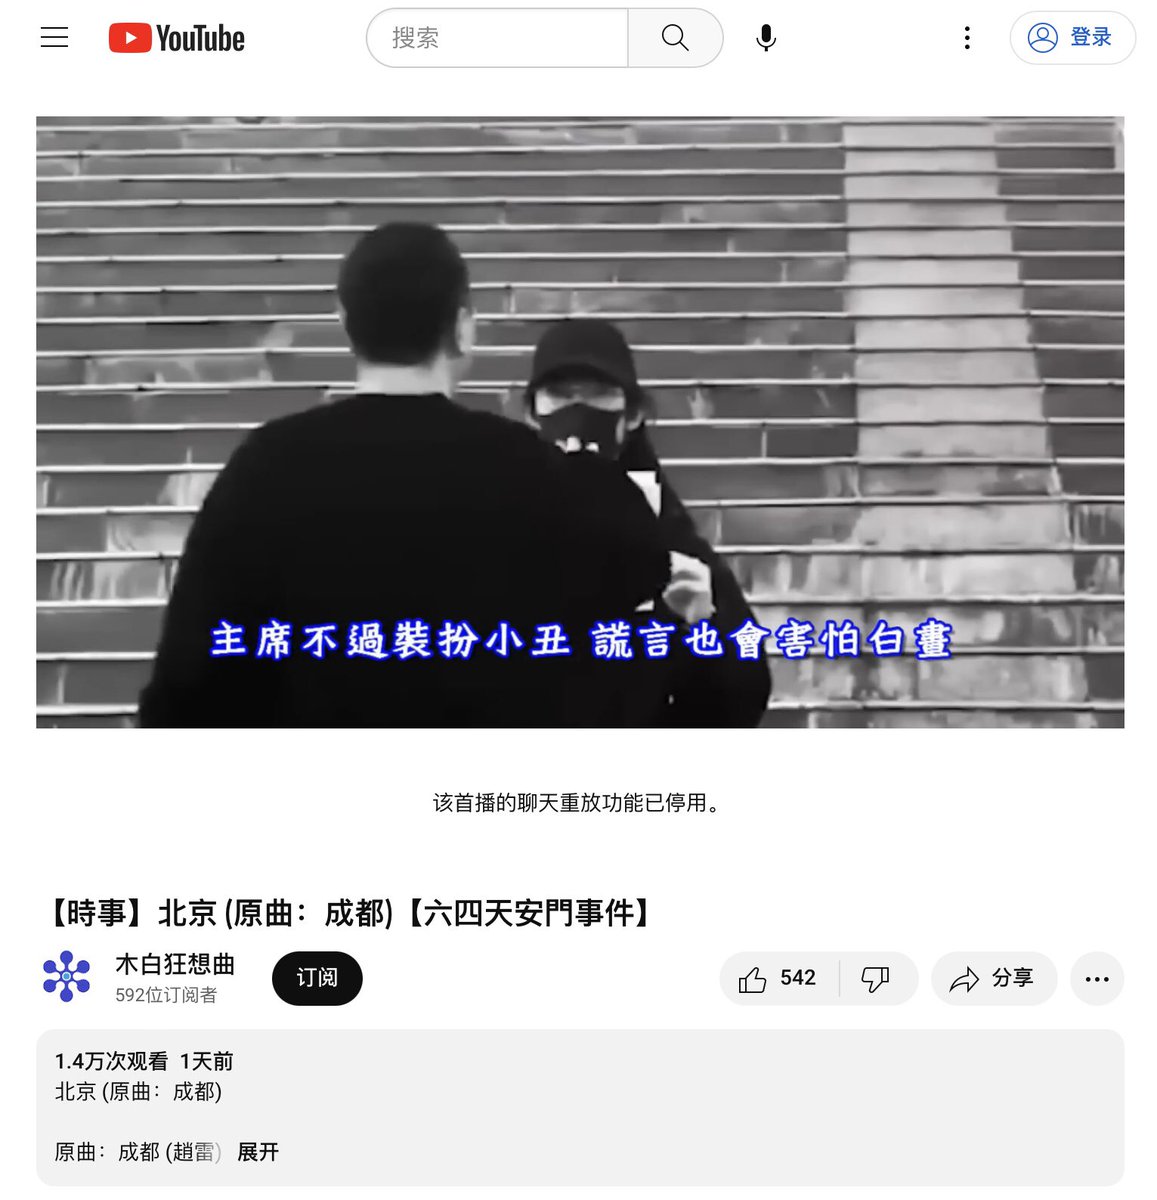 YouTube
搜索
登录
主席不過裝扮小丑 謊言也會害怕白晝
该首播的聊天重放功能已停用。
【時事】北京 (原曲：成都)【六四天安門事件】
木白狂想曲
592位订阅者
订阅
542
分享
1.4万次观看 1天前
北京 (原曲：成都)
原曲：成都 (趙雷) 展开